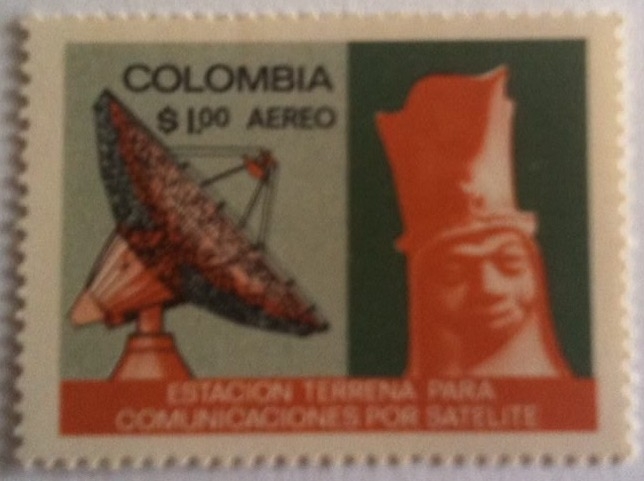 COLOMBIA
$1,00 AEREO
ESTACION TERRENA PARA
COMUNICACIONES POR SATELITE